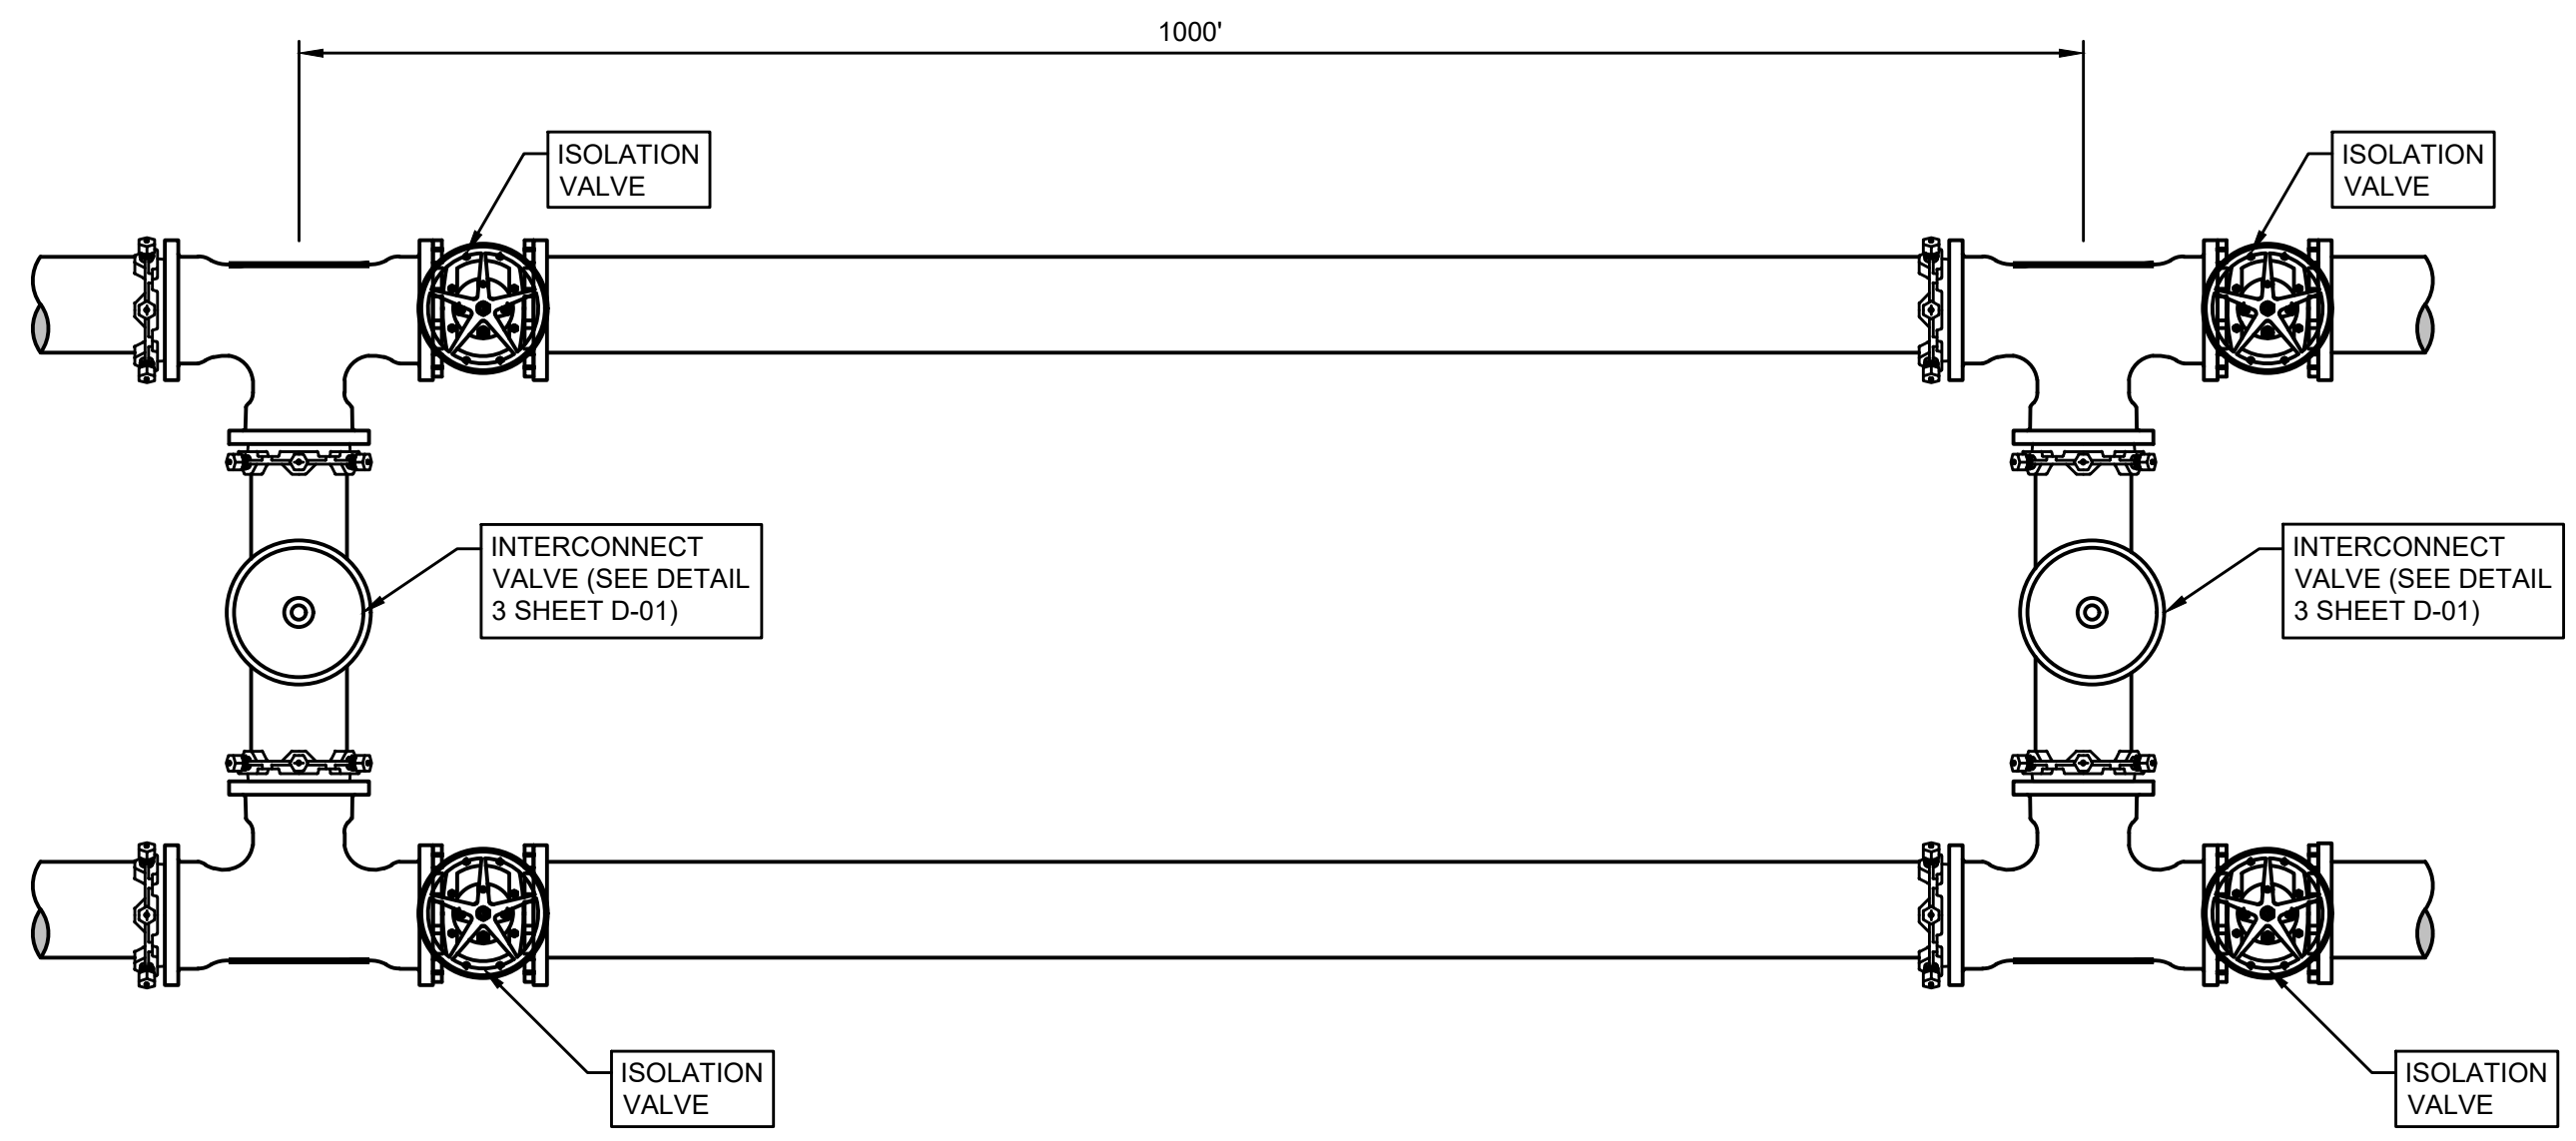 1000'
ISOLATION
VALVE
ISOLATION
VALVE
INTERCONNECT
VALVE (SEE DETAIL
3 SHEET D-01)
INTERCONNECT
VALVE (SEE DETAIL
3 SHEET D-01)
ISOLATION
VALVE
ISOLATION
VALVE